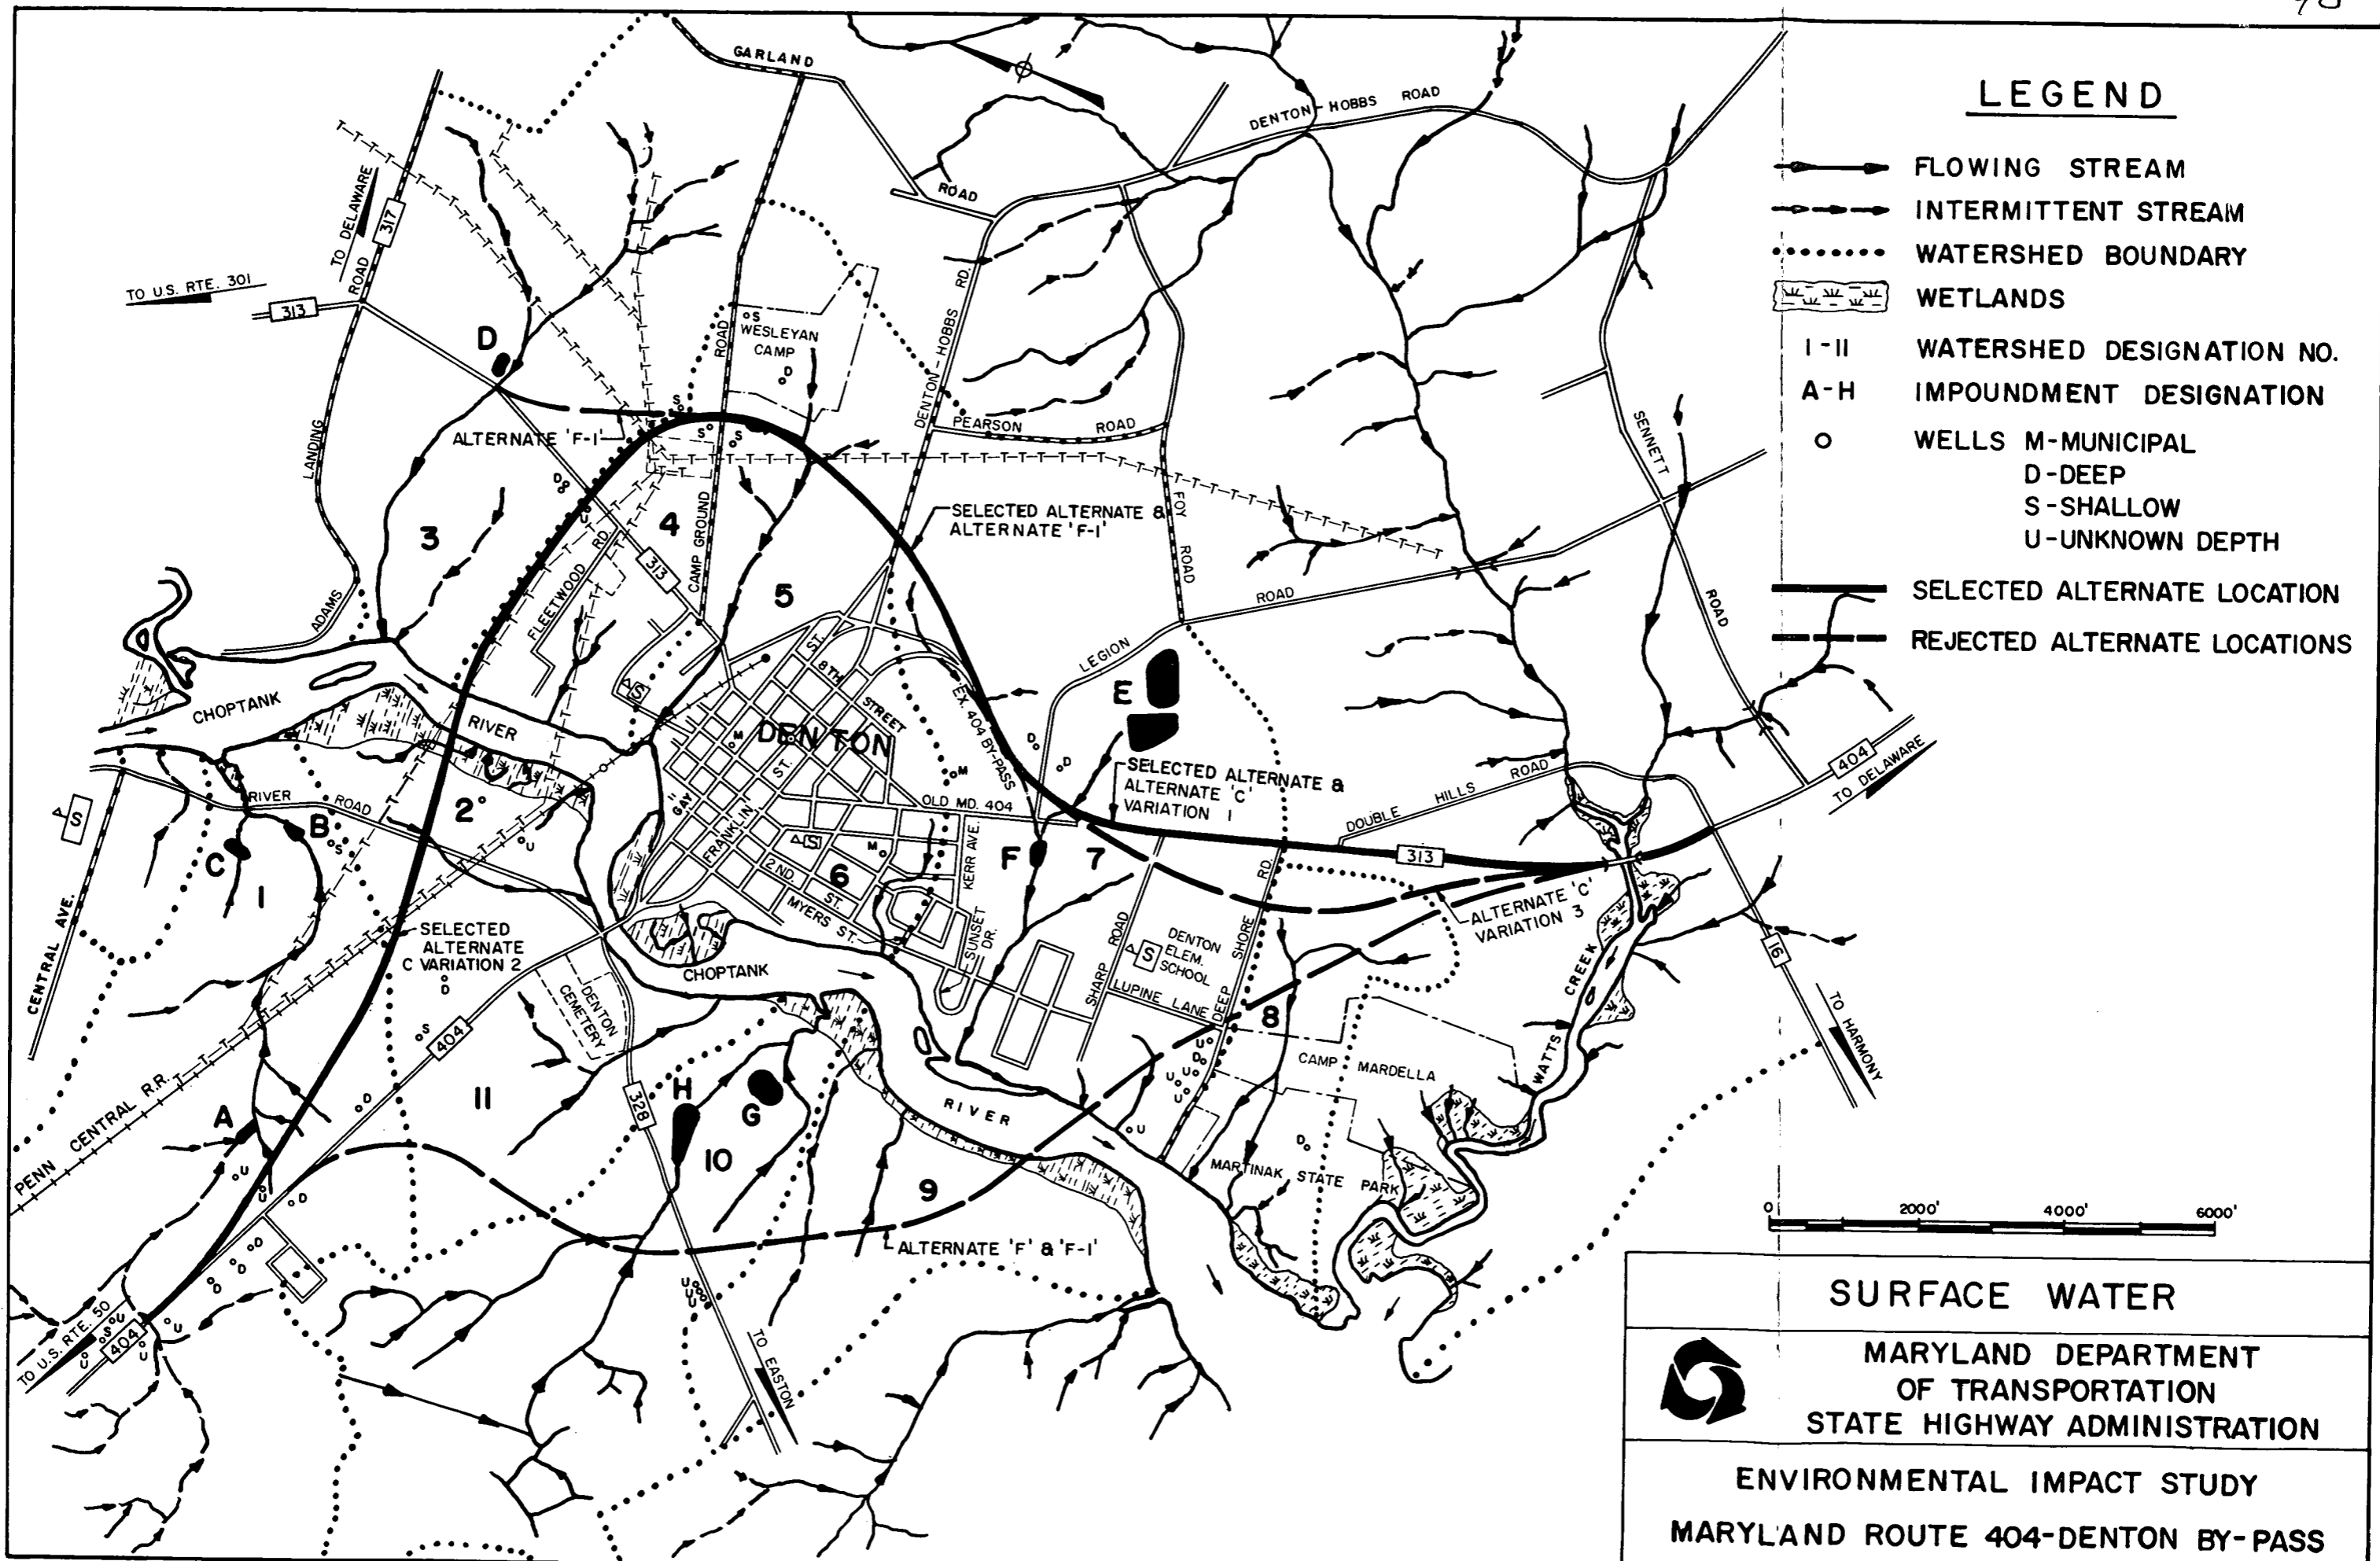 GARLAND
ROAD
DENTON-HOBBS ROAD
LEGEND
FLOWING STREAM
INTERMITTENT STREAM
WATERSHED BOUNDARY
WETLANDS
I-II WATERSHED DESIGNATION NO.
A-H IMPOUNDMENT DESIGNATION
WELLS M-MUNICIPAL
D-DEEP
S-SHALLOW
U-UNKNOWN DEPTH
SELECTED ALTERNATE LOCATION
REJECTED ALTERNATE LOCATIONS
TO DELAWARE
317
ROAD
TO U.S. RTE. 301
313
LANDING
ADAMS
D
ALTERNATE 'F-I'
S
WESLEYAN
CAMP
D
ROAD
CAMP GROUND
DENTON-HOBBS RD.
PEARSON ROAD
S
S
S
D
U
3
4
5
FLEETWOOD RD.
313
SELECTED ALTERNATE &
ALTERNATE 'F-I'
FOY
ROAD
SENNETT
ROAD
LEGION
ROAD
E
CHOPTANK
RIVER
S
8TH
STREET
ST.
EX. 404 BY-PASS
DENTON
M
M
D
D
SELECTED ALTERNATE &
ALTERNATE 'C'
VARIATION I
DOUBLE HILLS ROAD
404
TO DELAWARE
S
RIVER ROAD
2
B
C
I
S
U
"GAY"
ST.
"FRANKLIN"
2ND.
ST.
MYERS ST.
S
M
6
OLD MD. 404
KERR AVE.
SUNSET
DR.
F
7
313
CENTRAL AVE.
SELECTED
ALTERNATE
C VARIATION 2
D
S
404
DENTON
CEMETERY
CHOPTANK
SHARP ROAD
DENTON
ELEM.
SCHOOL
S
LUPINE LANE
DEEP SHORE RD.
ALTERNATE 'C'
VARIATION 3
8
16
TO HARMONY
WATTS CREEK
CAMP MARDELLA
MARTINAK STATE PARK
D
PENN CENTRAL R.R.
A
D
II
328
H
G
10
9
RIVER
U
D
U
U
U
U
U
U
D
D
D
D
U
ALTERNATE 'F' & 'F-I'
U
U
U
TO EASTON
TO U.S. RTE. 50
404
S
U
U
U
0 2000' 4000' 6000'
SURFACE WATER
MARYLAND DEPARTMENT
OF TRANSPORTATION
STATE HIGHWAY ADMINISTRATION
ENVIRONMENTAL IMPACT STUDY
MARYLAND ROUTE 404-DENTON BY-PASS